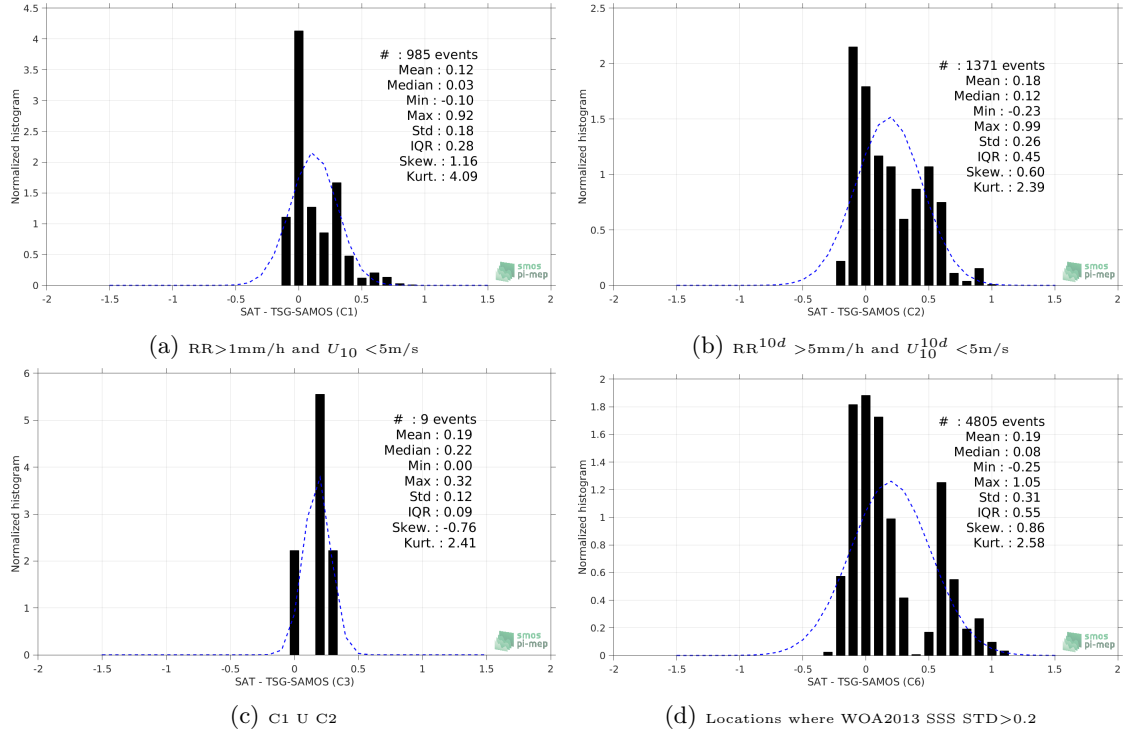 4.5
4
3.5
3
2.5
2
1.5
1
0.5
0
-2 -1.5 -1 -0.5 0 0.5 1 1.5 2
Normalized histogram
SAT - TSG-SAMOS (C1)
# : 985 events
Mean : 0.12
Median : 0.03
Min : -0.10
Max : 0.92
Std : 0.18
IQR : 0.28
Skew. : 1.16
Kurt. : 4.09
smos
pi-mep
(a) RR>1mm/h and U10 <5m/s
2.5
2
1.5
1
0.5
0
-2 -1.5 -1 -0.5 0 0.5 1 1.5 2
Normalized histogram
SAT - TSG-SAMOS (C2)
# : 1371 events
Mean : 0.18
Median : 0.12
Min : -0.23
Max : 0.99
Std : 0.26
IQR : 0.45
Skew. : 0.60
Kurt. : 2.39
smos
pi-mep
(b) RR^10d >5mm/h and U10^10d <5m/s
6
5
4
3
2
1
0
-2 -1.5 -1 -0.5 0 0.5 1 1.5 2
Normalized histogram
SAT - TSG-SAMOS (C3)
# : 9 events
Mean : 0.19
Median : 0.22
Min : 0.00
Max : 0.32
Std : 0.12
IQR : 0.09
Skew. : -0.76
Kurt. : 2.41
smos
pi-mep
(c) C1 U C2
2
1.8
1.6
1.4
1.2
1
0.8
0.6
0.4
0.2
0
-2 -1.5 -1 -0.5 0 0.5 1 1.5 2
Normalized histogram
SAT - TSG-SAMOS (C6)
# : 4805 events
Mean : 0.19
Median : 0.08
Min : -0.25
Max : 1.05
Std : 0.31
IQR : 0.55
Skew. : 0.86
Kurt. : 2.58
smos
pi-mep
(d) Locations where WOA2013 SSS STD>0.2